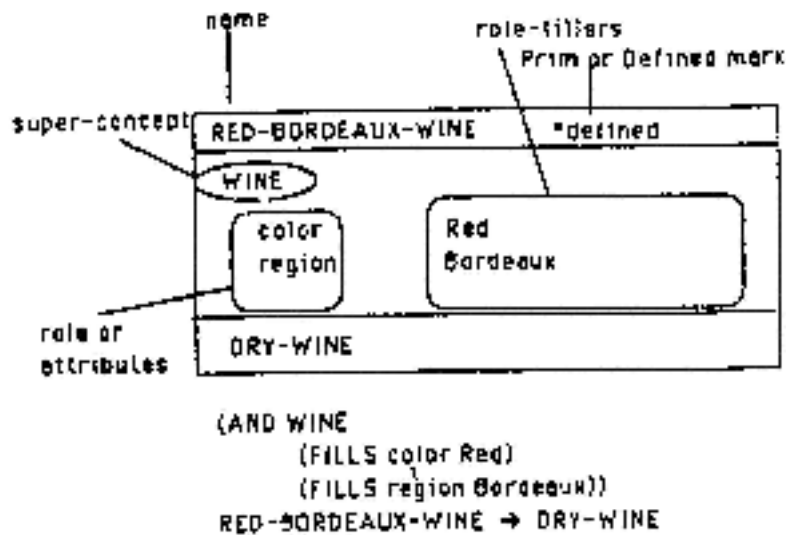 name
role-fillers
Prim or Defined mark
super-concept
RED-BORDEAUX-WINE *defined
WINE
color Red
region Bordeaux
role or
attributes
DRY-WINE
(AND WINE
(FILLS color Red)
(FILLS region Bordeaux))
RED-BORDEAUX-WINE → DRY-WINE